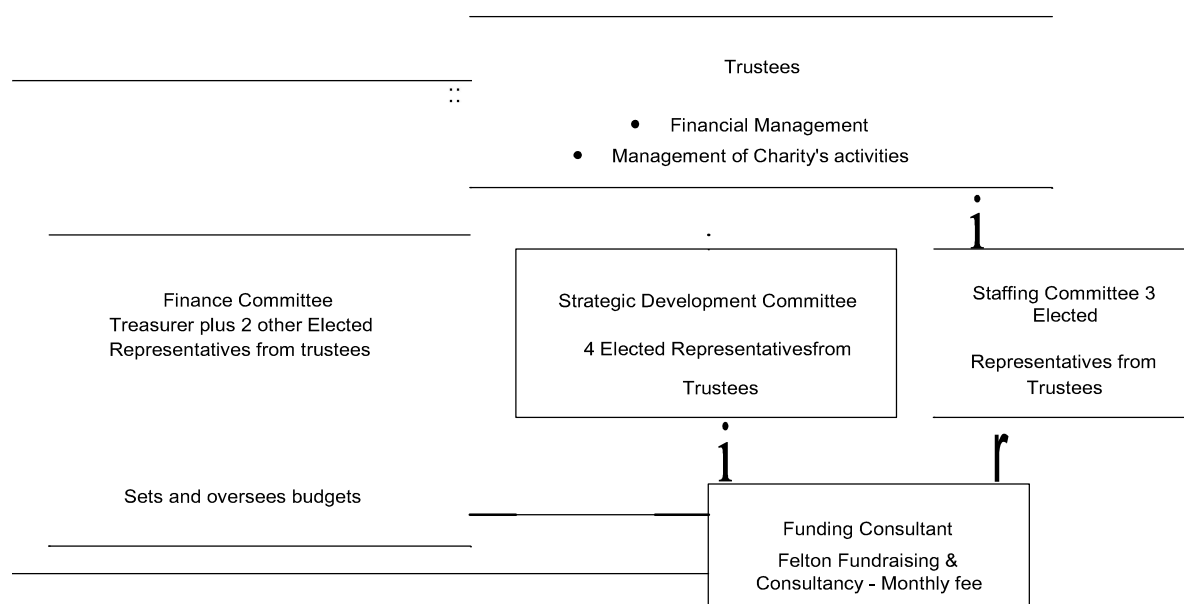 Trustees
• Financial Management
• Management of Charity's activities
Finance Committee
Treasurer plus 2 other Elected
Representatives from trustees
Sets and oversees budgets
Strategic Development Committee
4 Elected Representativesfrom
Trustees
Staffing Committee 3
Elected
Representatives from
Trustees
i
i
r
Funding Consultant
Felton Fundraising &
Consultancy - Monthly fee